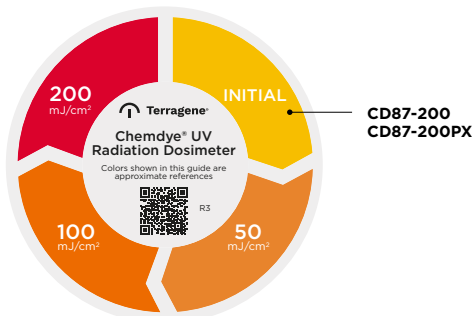 200
mJ/cm²
INITIAL
Terragene®
Chemdye® UV
Radiation Dosimeter
Colors shown in this guide are
approximate references
R3
100
mJ/cm²
50
mJ/cm²
CD87-200
CD87-200PX